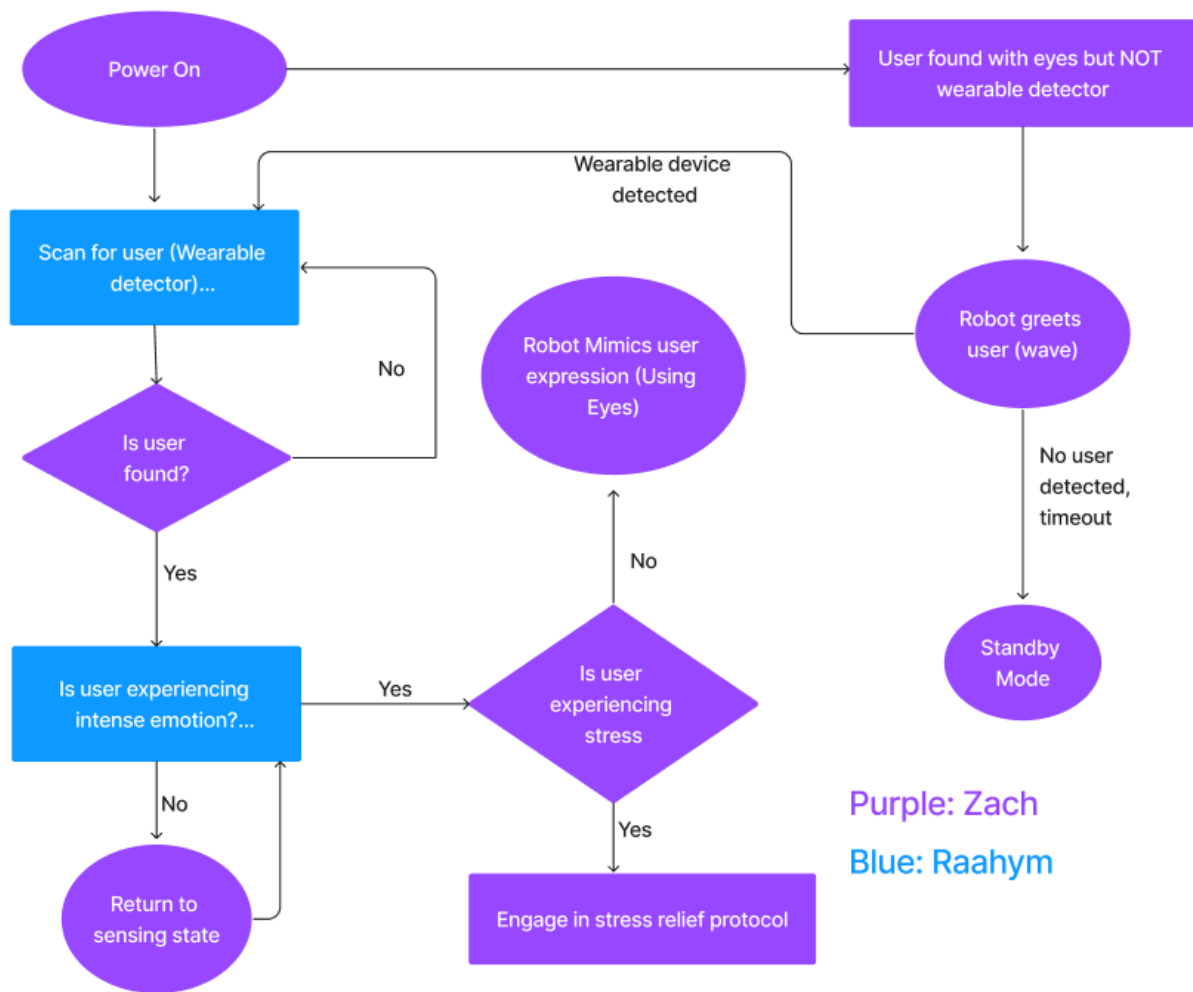 Power On
User found with eyes but NOT
wearable detector
Wearable device
detected
Scan for user (Wearable
detector)...
No
Robot Mimics user
expression (Using
Eyes)
Robot greets
user (wave)
Is user
found?
No user
detected,
timeout
Yes
No
Is user experiencing
intense emotion?...
Yes
Is user
experiencing
stress
Standby
Mode
No
Yes
Return to
sensing state
Engage in stress relief protocol
Purple: Zach
Blue: Raahym